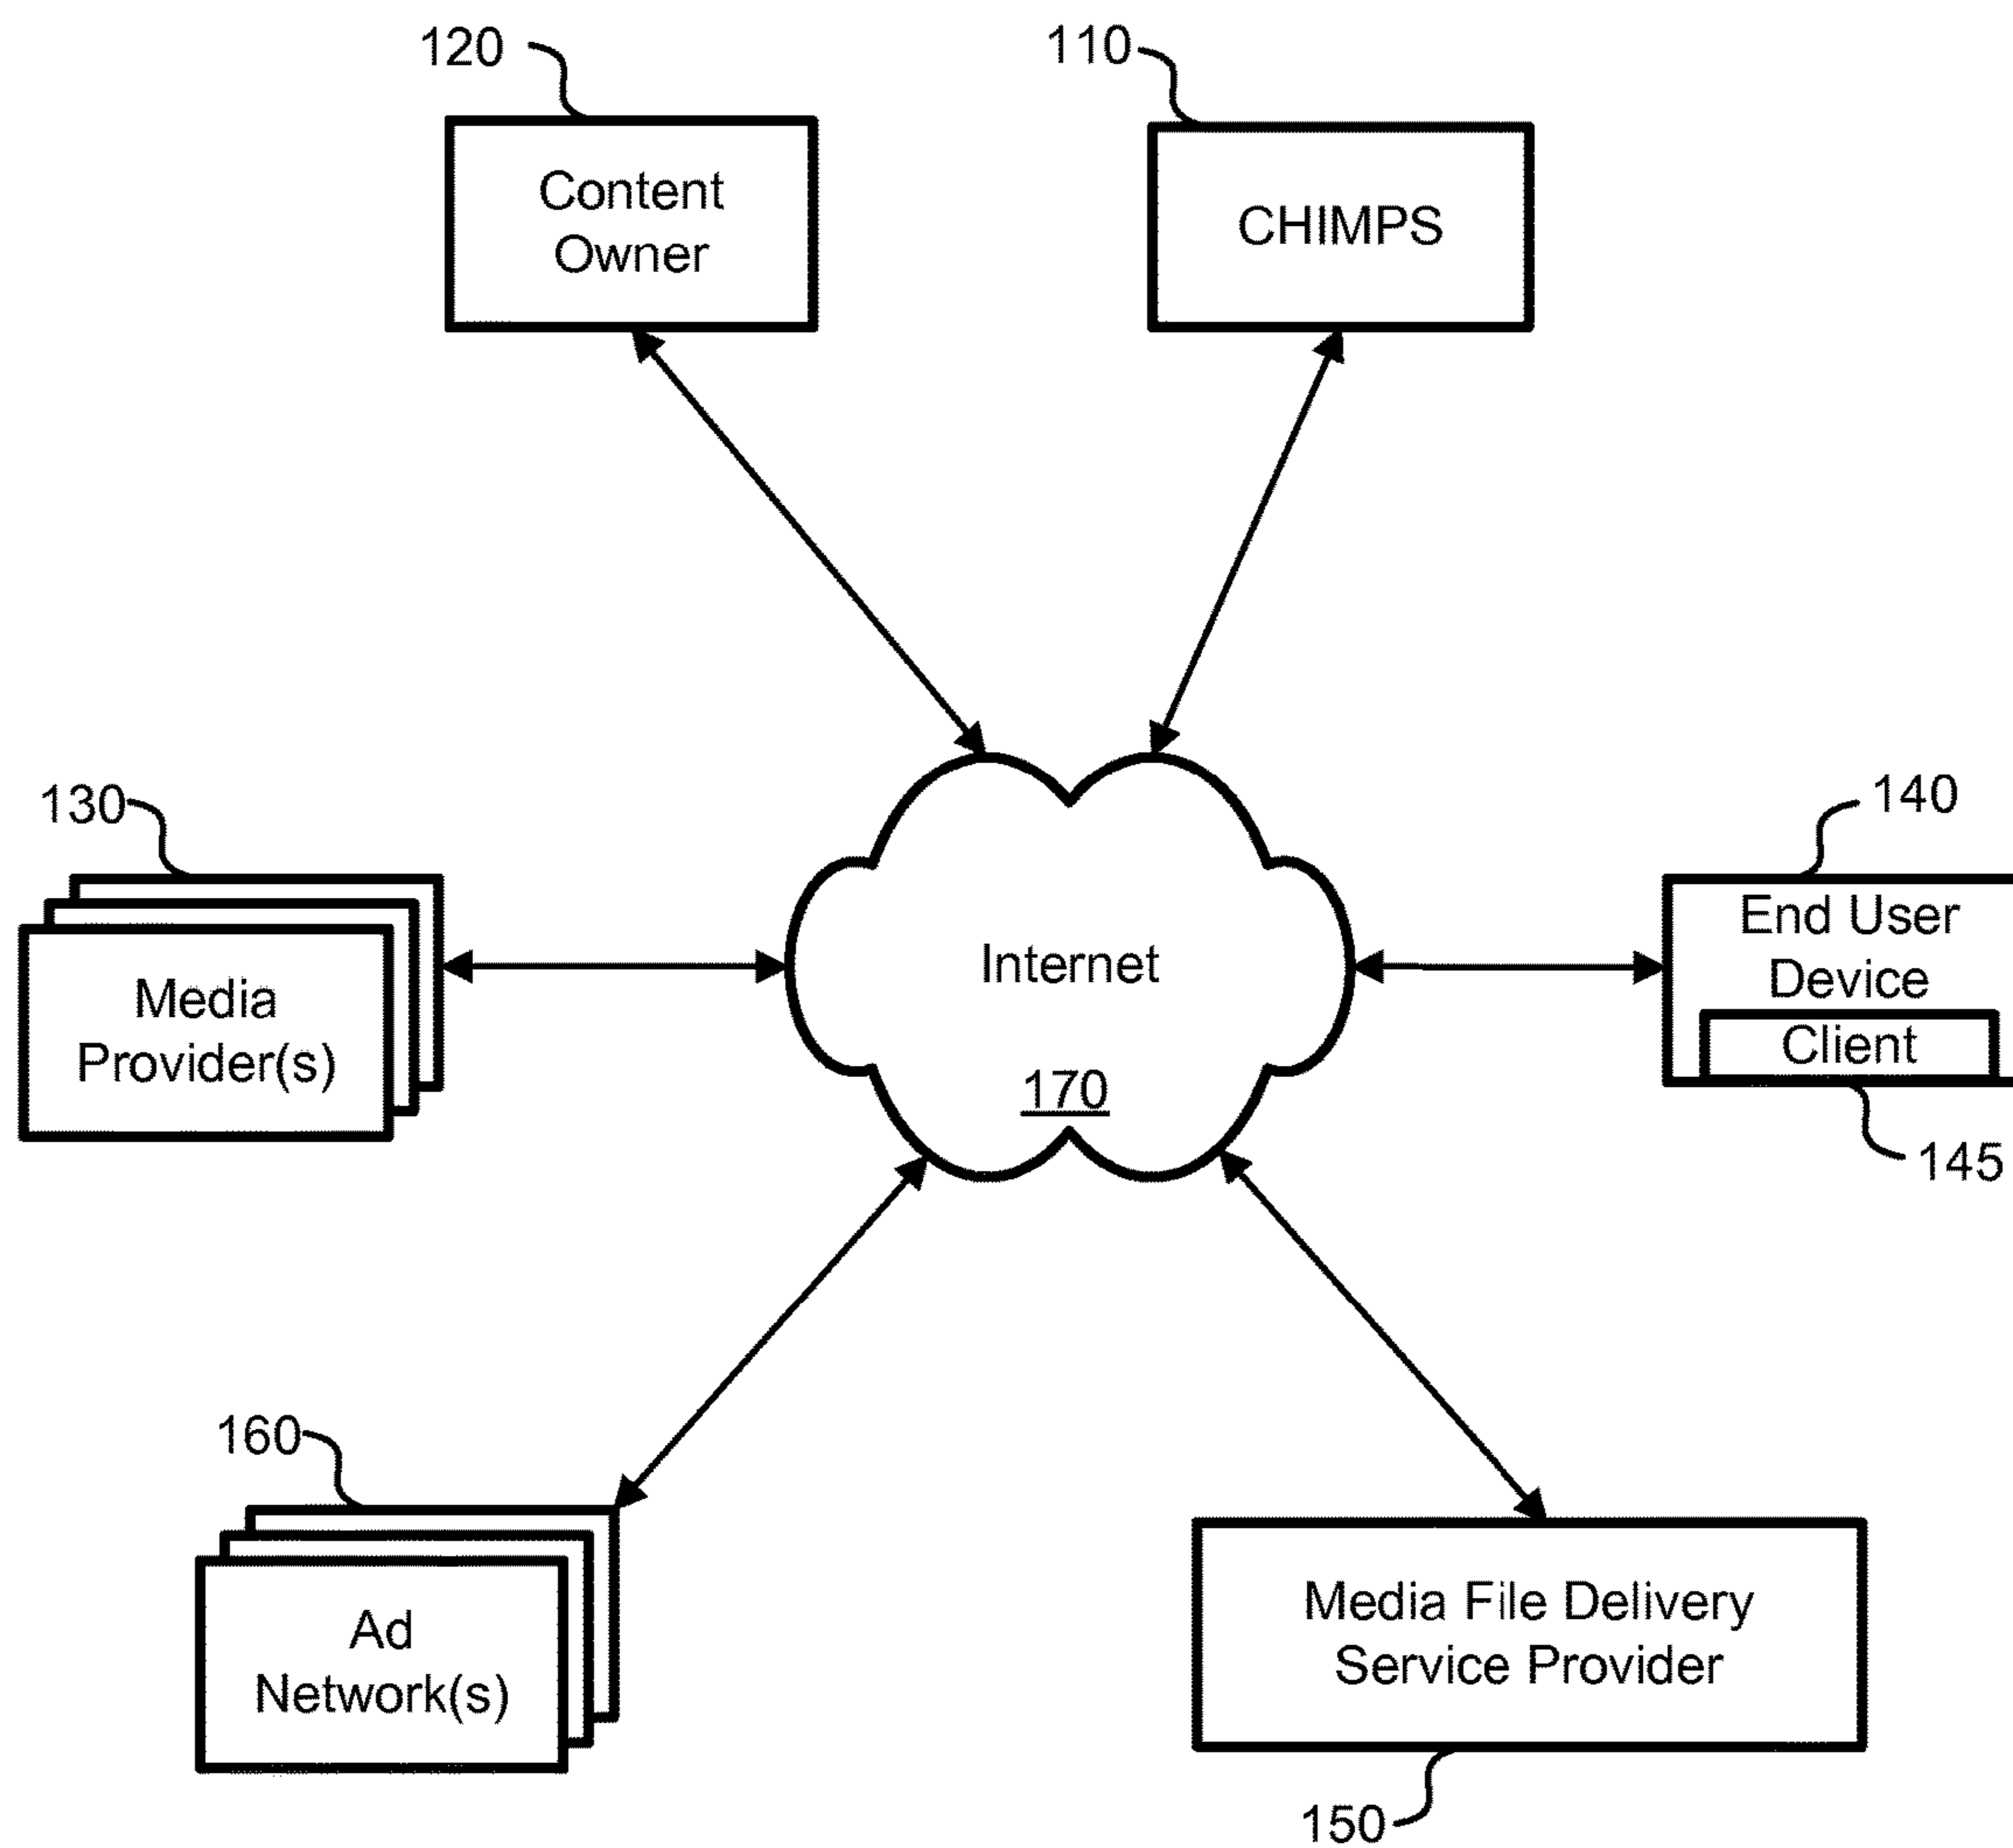 120
110
Content
Owner
CHIMPS
130
140
Media
Provider(s)
Internet
170
End User
Device
Client
145
160
Ad
Network(s)
Media File Delivery
Service Provider
150